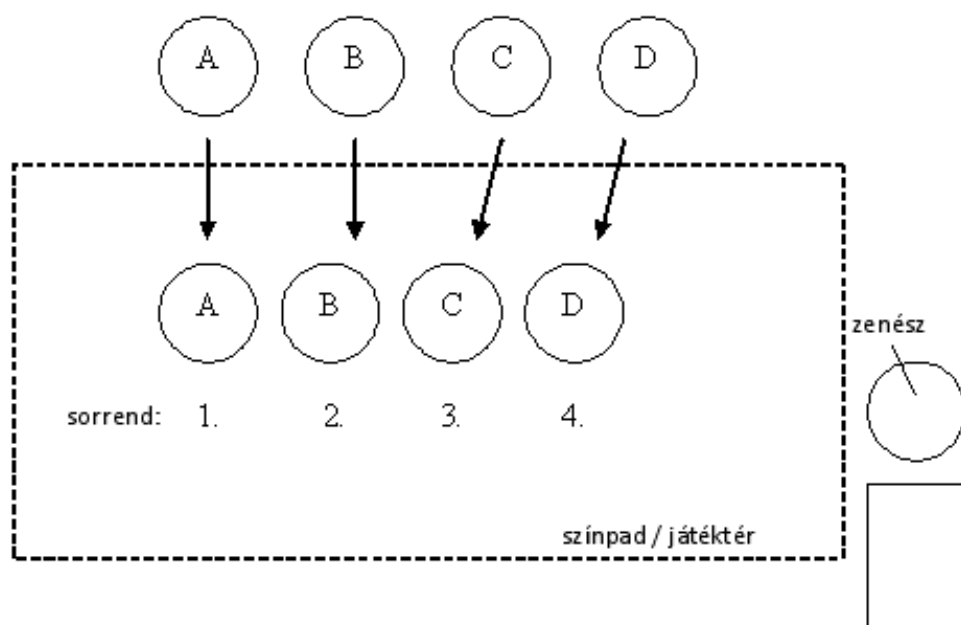 A B C D
A B C D
zenész
sorrend: 1. 2. 3. 4.
színpad / játéktér